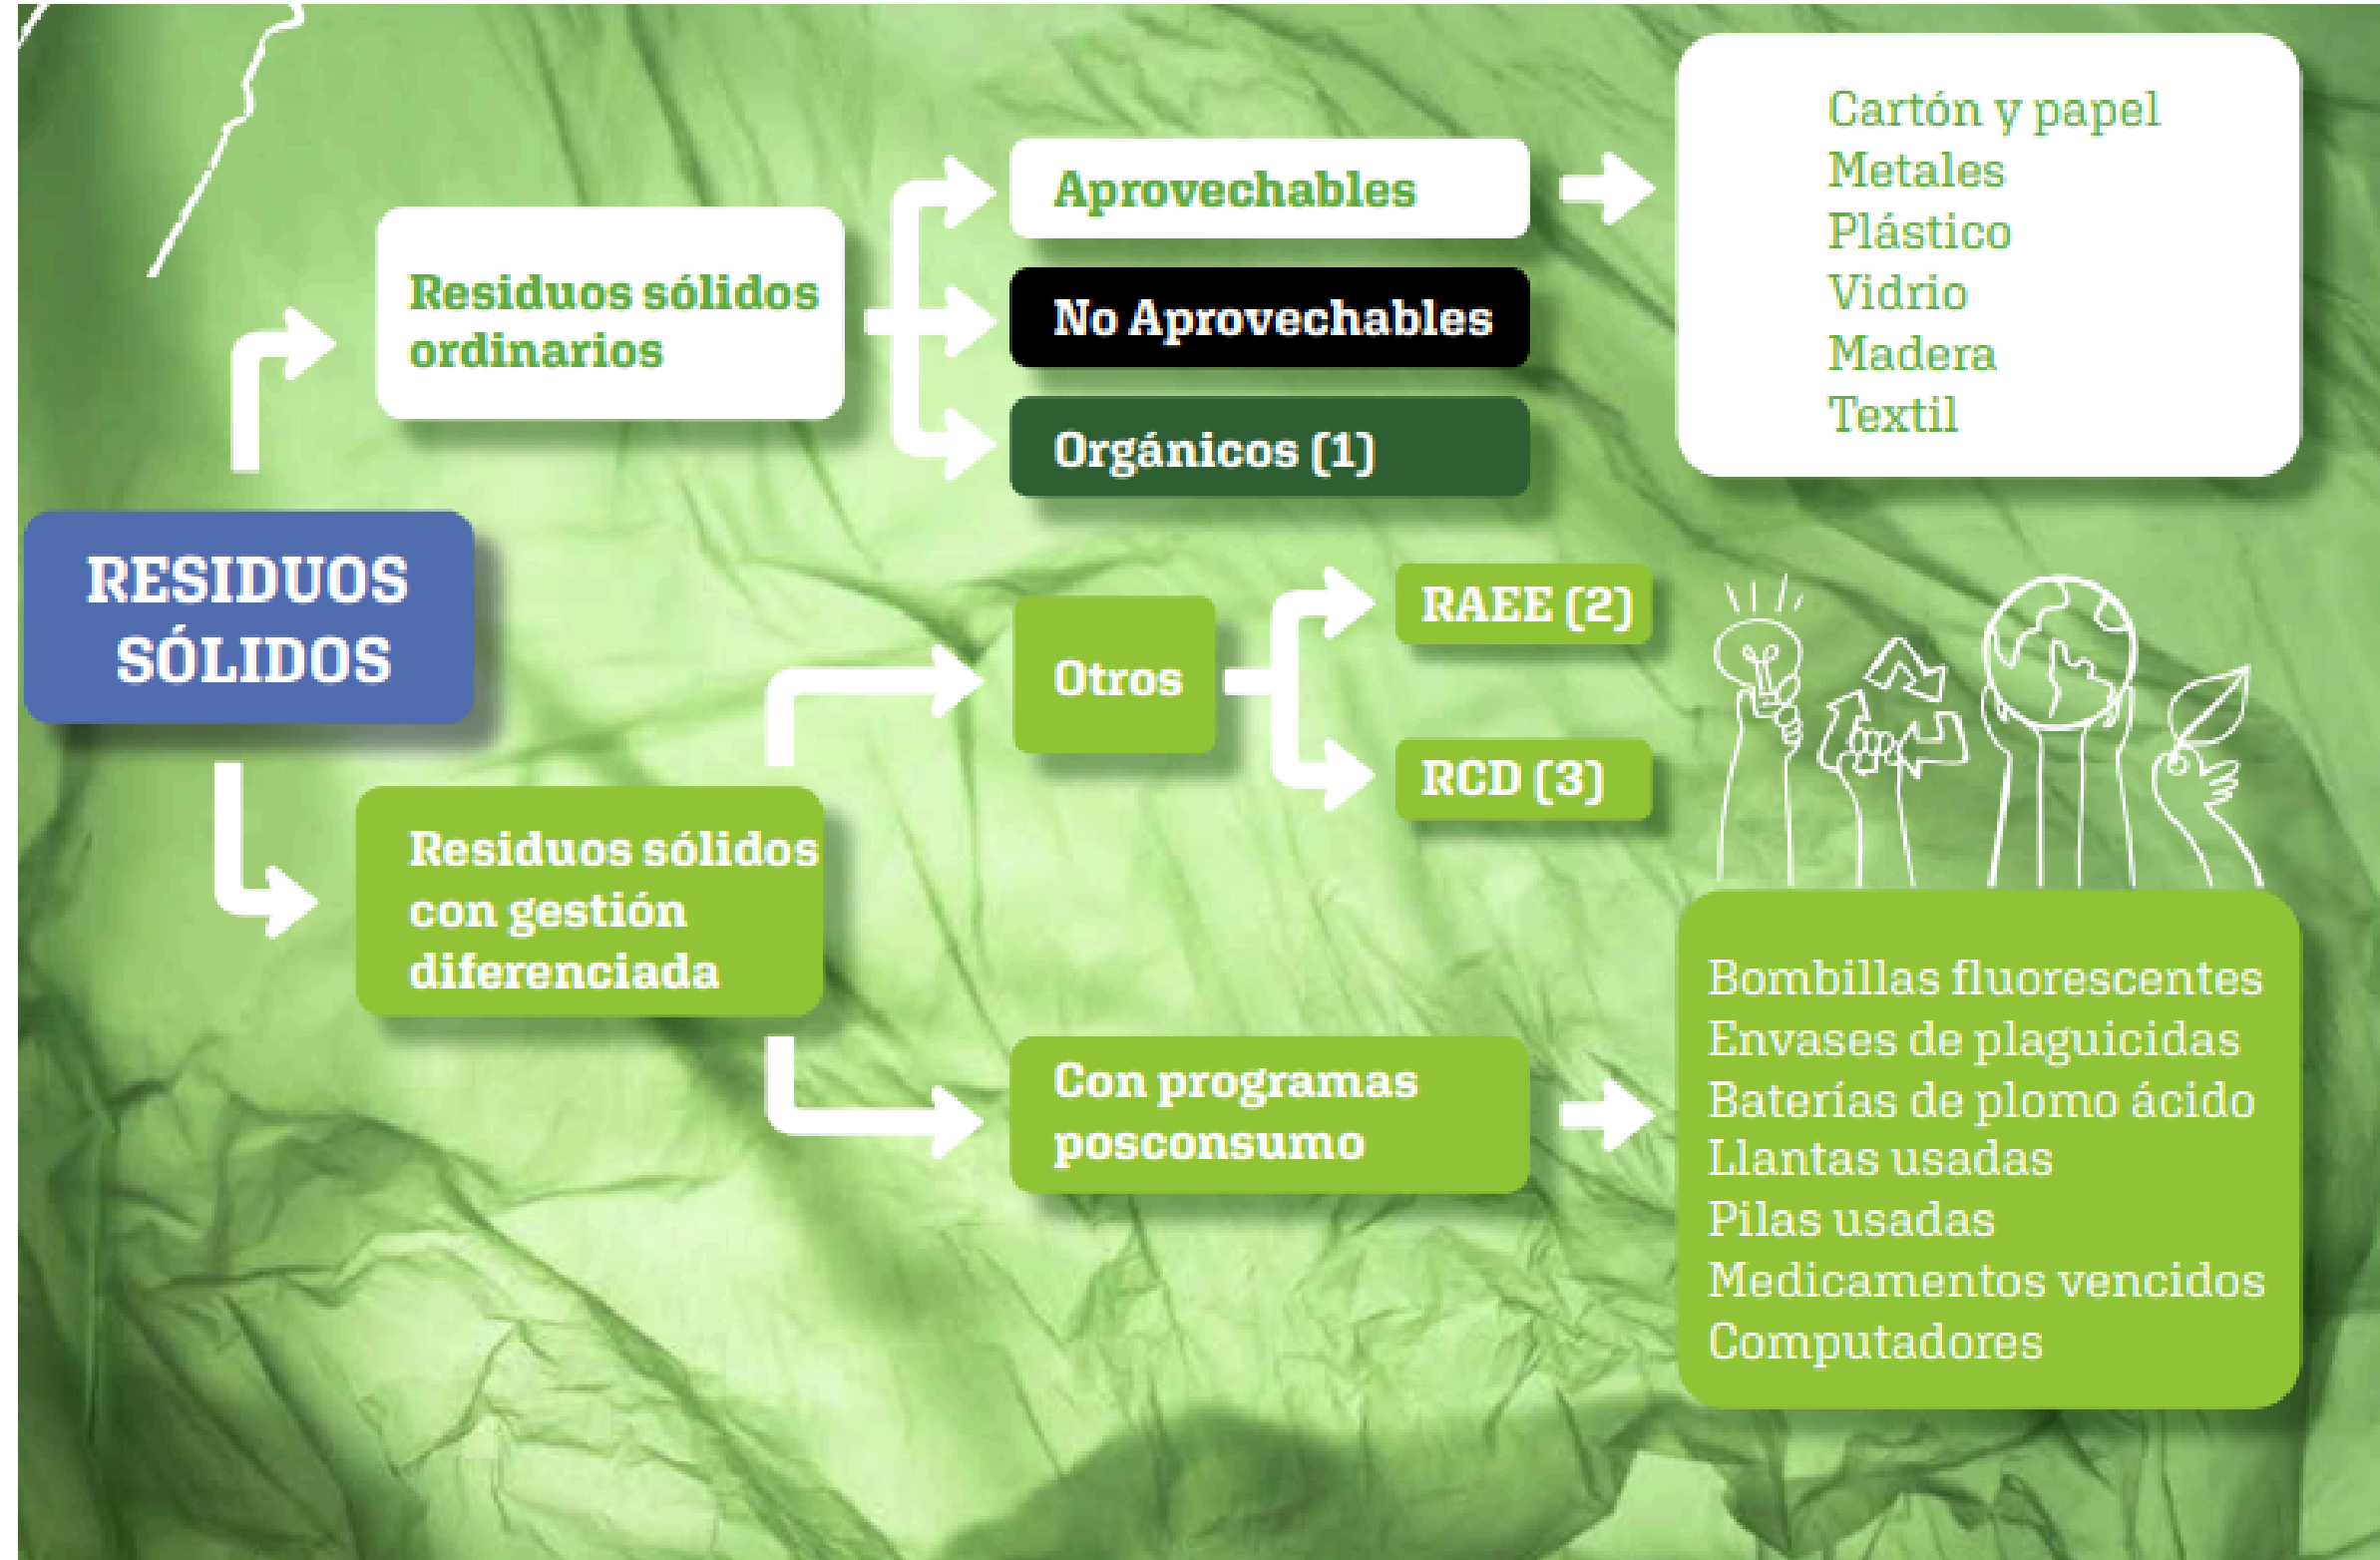 Cartón y papel
Metales
Plástico
Vidrio
Madera
Textil
Aprovechables
No Aprovechables
Orgánicos (1)
Residuos sólidos
ordinarios
RESIDUOS
SÓLIDOS
Otros
RAEE (2)
RCD (3)
Residuos sólidos
con gestión
diferenciada
Con programas
posconsumo
Bombillas fluorescentes
Envases de plaguicidas
Baterías de plomo ácido
Llantas usadas
Pilas usadas
Medicamentos vencidos
Computadores